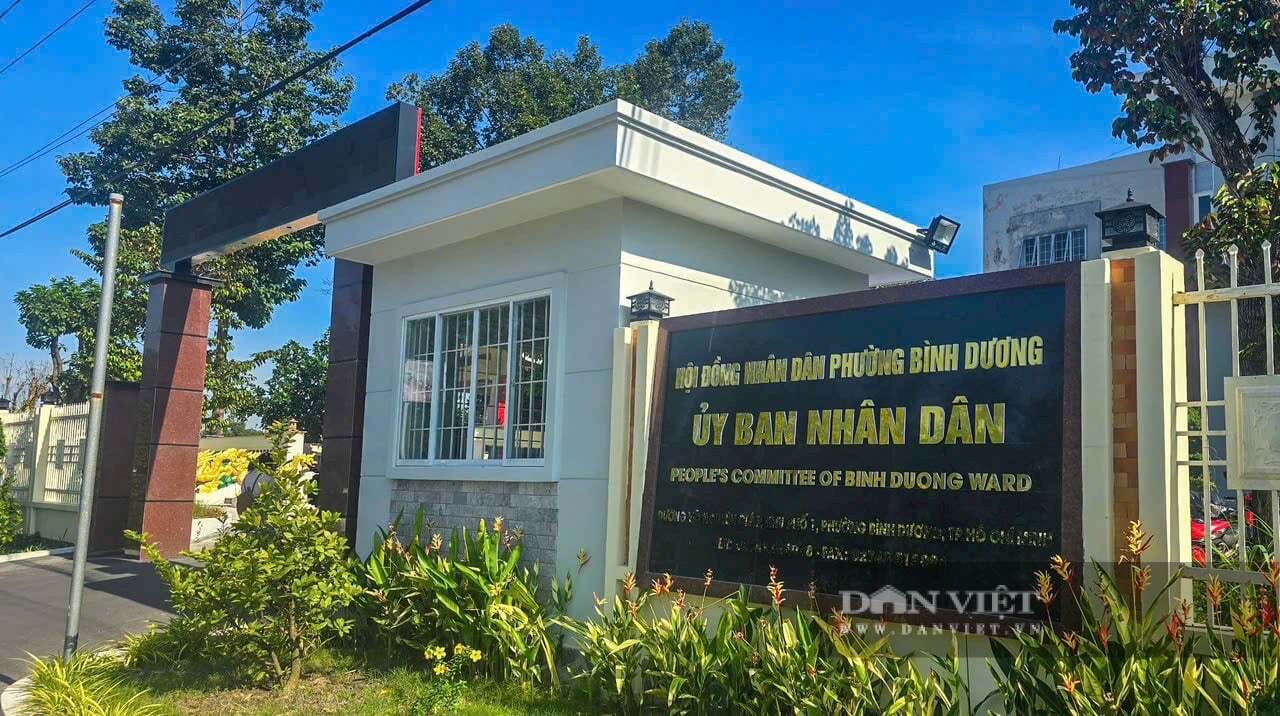 HỘI ĐỒNG NHÂN DÂN PHƯỜNG BÌNH DƯƠNG
ỦY BAN NHÂN DÂN
PEOPLE'S COMMITTEE OF BINH DUONG WARD
1, PHƯỜNG BÌNH DƯƠNG, TP. HỒ CHÍ MINH
DÂN VIỆT
WWW.DANVIET.VN